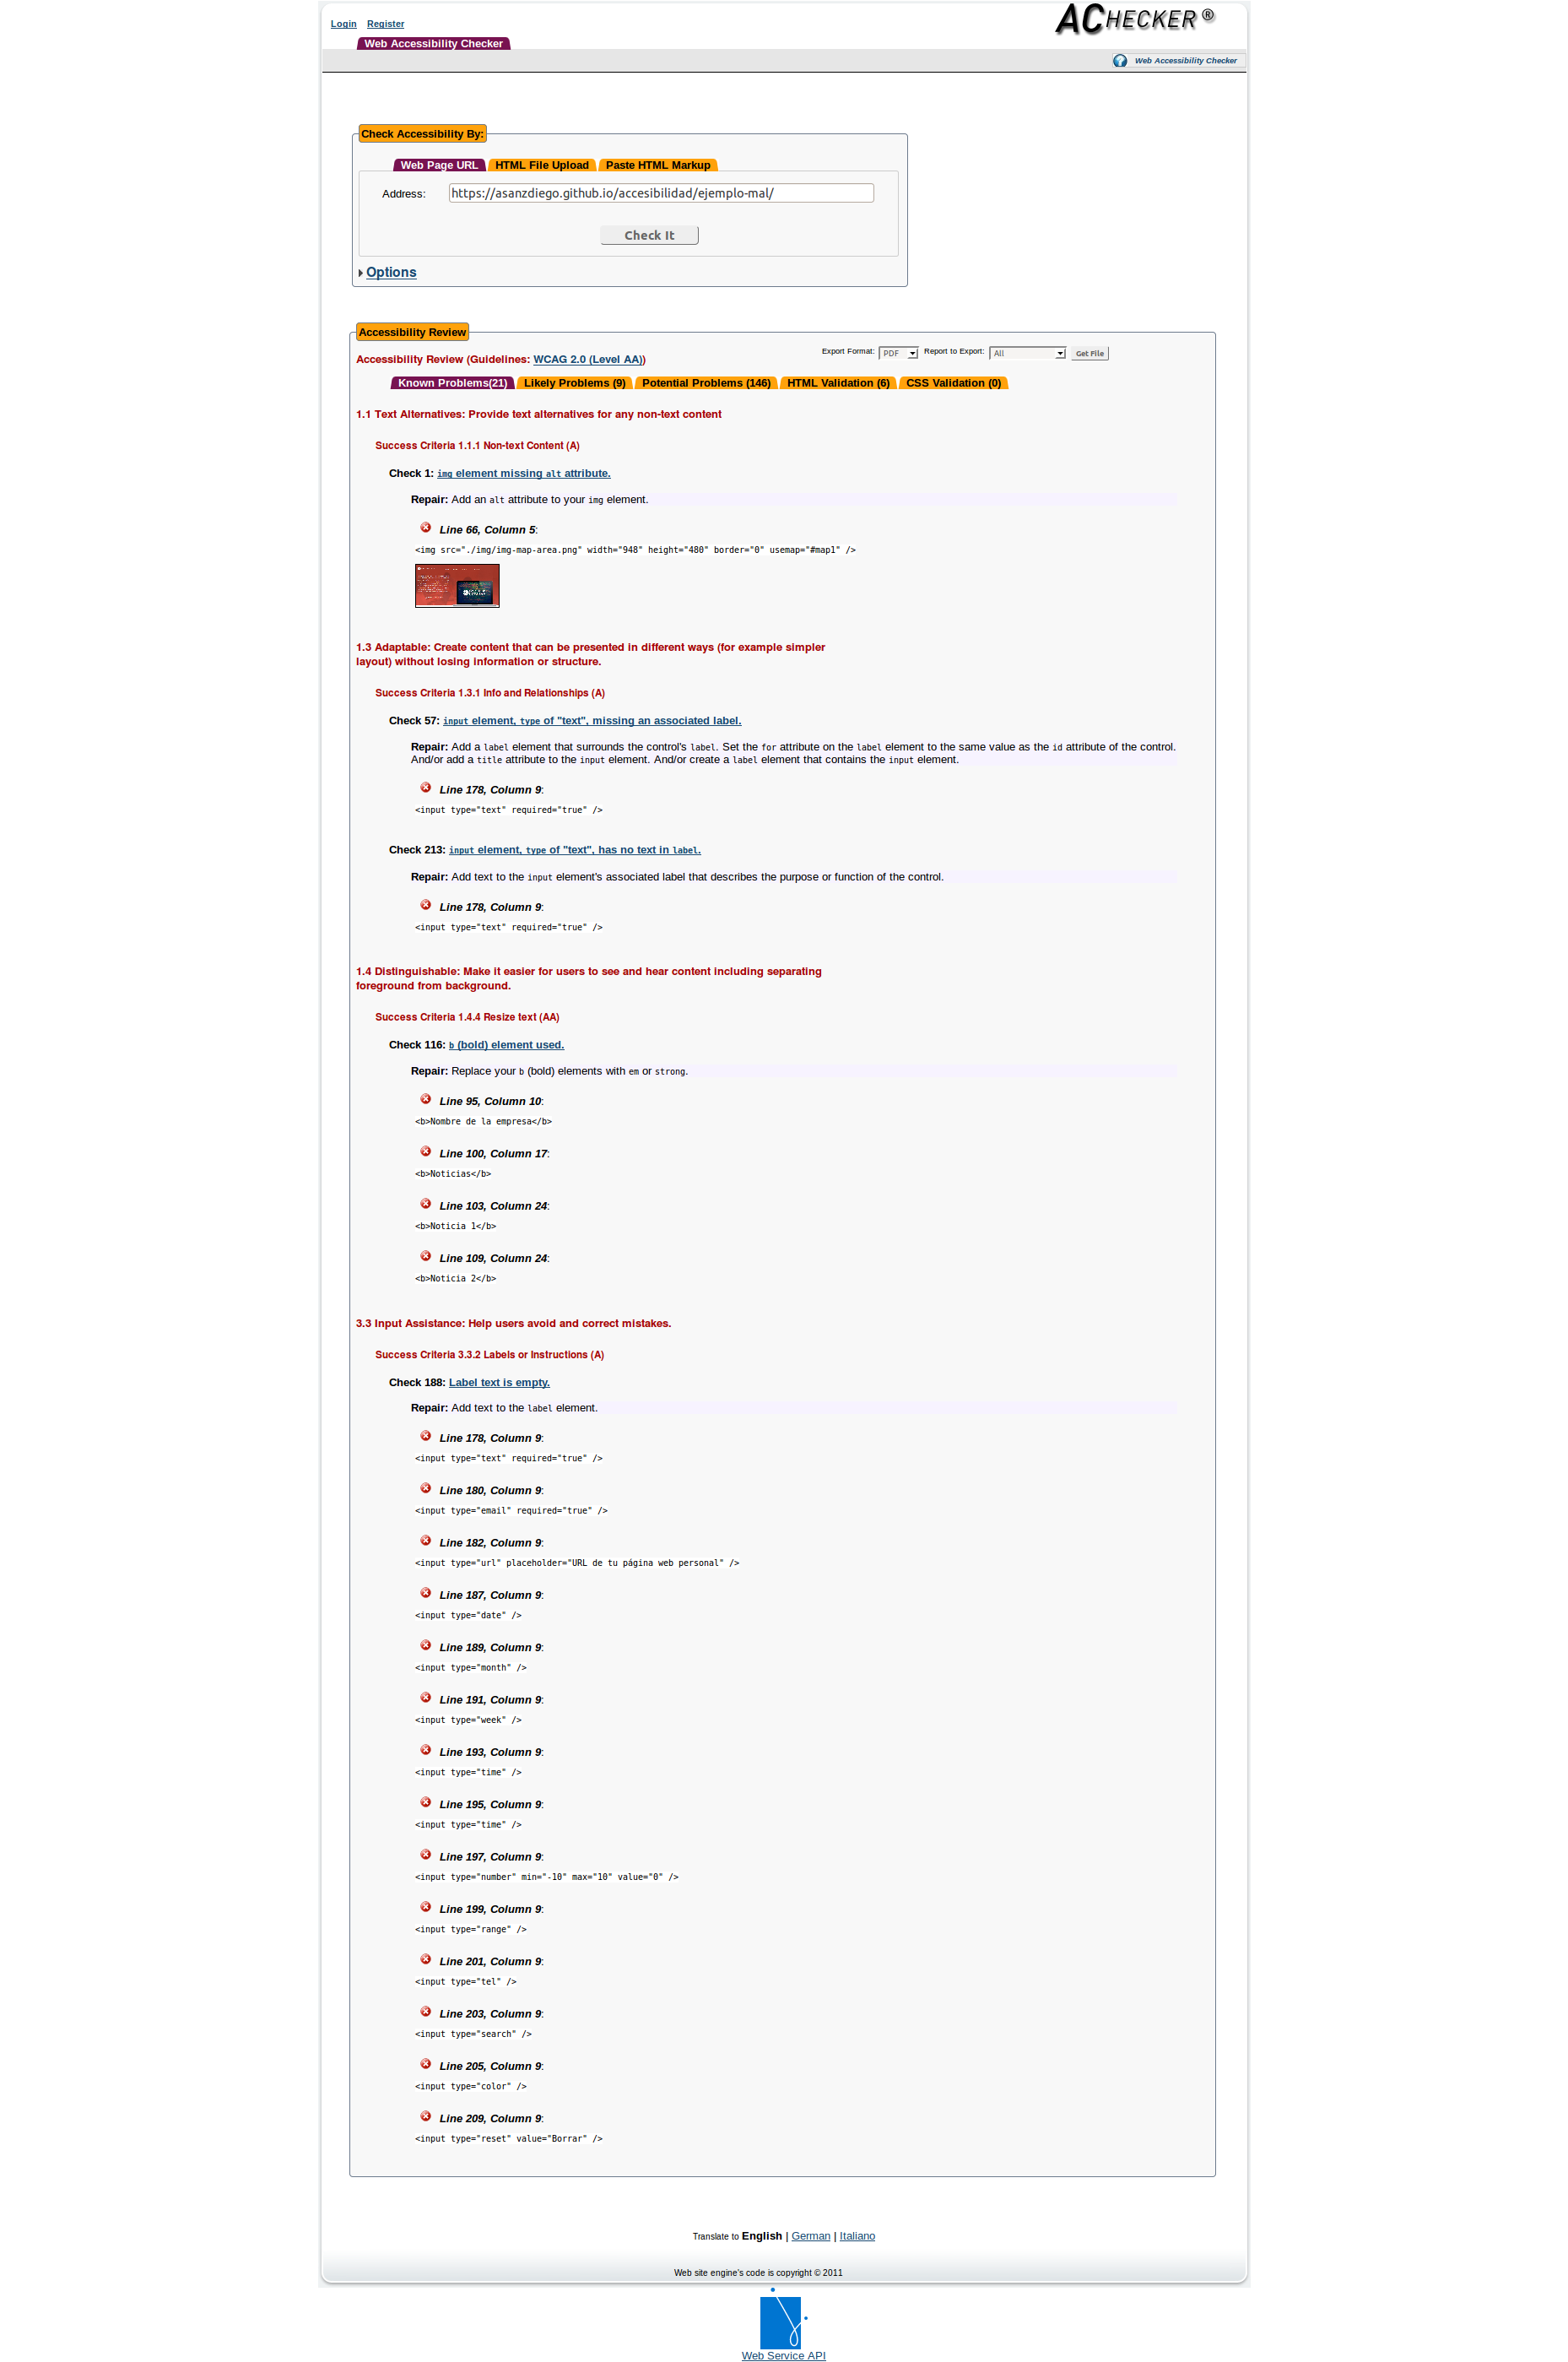 Login Register
ACHECKER ®
Web Accessibility Checker
Web Accessibility Checker
Check Accessibility By:
Web Page URL HTML File Upload Paste HTML Markup
Address: https://asanzdiego.github.io/accesibilidad/ejemplo-mal/
Check It
Options
Accessibility Review
Accessibility Review (Guidelines: WCAG 2.0 (Level AA))
Export Format: PDF Report to Export: All Get File
Known Problems(21) Likely Problems (9) Potential Problems (146) HTML Validation (6) CSS Validation (0)
1.1 Text Alternatives: Provide text alternatives for any non-text content
Success Criteria 1.1.1 Non-text Content (A)
Check 1: img element missing alt attribute.
Repair: Add an alt attribute to your img element.
Line 66, Column 5:
<img src="./img/img-map-area.png" width="948" height="480" border="0" usemap="#map1" />
1.3 Adaptable: Create content that can be presented in different ways (for example simpler
layout) without losing information or structure.
Success Criteria 1.3.1 Info and Relationships (A)
Check 57: input element, type of "text", missing an associated label.
Repair: Add a label element that surrounds the control's label. Set the for attribute on the label element to the same value as the id attribute of the control.
And/or add a title attribute to the input element. And/or create a label element that contains the input element.
Line 178, Column 9:
<input type="text" required="true" />
Check 213: input element, type of "text", has no text in label.
Repair: Add text to the input element's associated label that describes the purpose or function of the control.
Line 178, Column 9:
<input type="text" required="true" />
1.4 Distinguishable: Make it easier for users to see and hear content including separating
foreground from background.
Success Criteria 1.4.4 Resize text (AA)
Check 116: b (bold) element used.
Repair: Replace your b (bold) elements with em or strong.
Line 95, Column 10:
<b>Nombre de la empresa</b>
Line 100, Column 17:
<b>Noticias</b>
Line 103, Column 24:
<b>Noticia 1</b>
Line 109, Column 24:
<b>Noticia 2</b>
3.3 Input Assistance: Help users avoid and correct mistakes.
Success Criteria 3.3.2 Labels or Instructions (A)
Check 188: Label text is empty.
Repair: Add text to the label element.
Line 178, Column 9:
<input type="text" required="true" />
Line 180, Column 9:
<input type="email" required="true" />
Line 182, Column 9:
<input type="url" placeholder="URL de tu página web personal" />
Line 187, Column 9:
<input type="date" />
Line 189, Column 9:
<input type="month" />
Line 191, Column 9:
<input type="week" />
Line 193, Column 9:
<input type="time" />
Line 195, Column 9:
<input type="time" />
Line 197, Column 9:
<input type="number" min="-10" max="10" value="0" />
Line 199, Column 9:
<input type="range" />
Line 201, Column 9:
<input type="tel" />
Line 203, Column 9:
<input type="search" />
Line 205, Column 9:
<input type="color" />
Line 209, Column 9:
<input type="reset" value="Borrar" />
Translate to English | German | Italiano
Web site engine's code is copyright © 2011
Web Service API